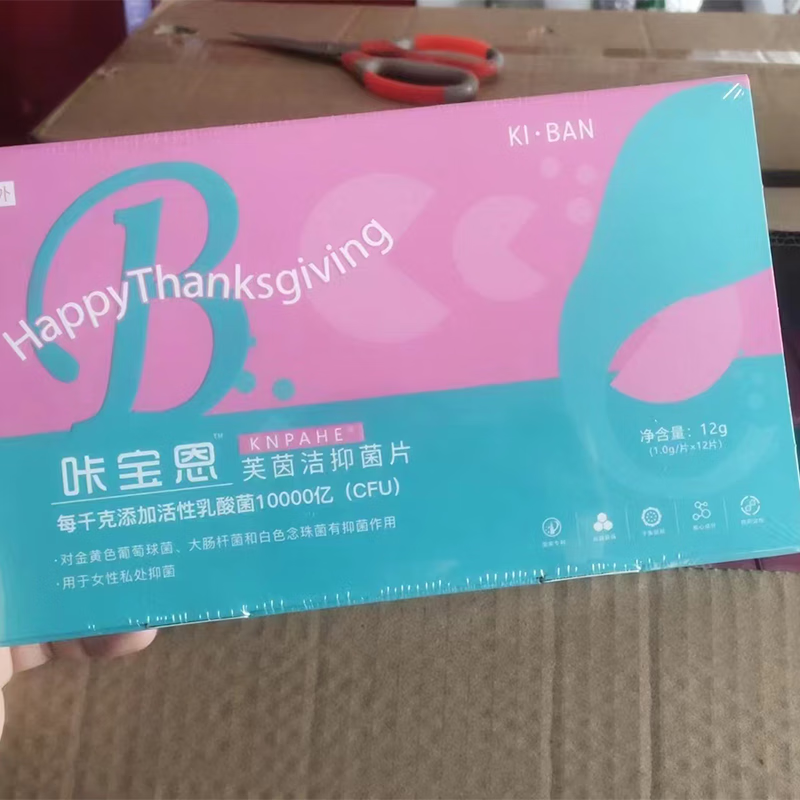 KI·BAN
外
HappyThanksgiving
B
咔宝恩™
KNPAHE®
芙茵洁抑菌片
净含量：12g
(1.0g/片×12片)
每千克添加活性乳酸菌10000亿（CFU）
·对金黄色葡萄球菌、大肠杆菌和白色念珠菌有抑菌作用
·用于女性私处抑菌